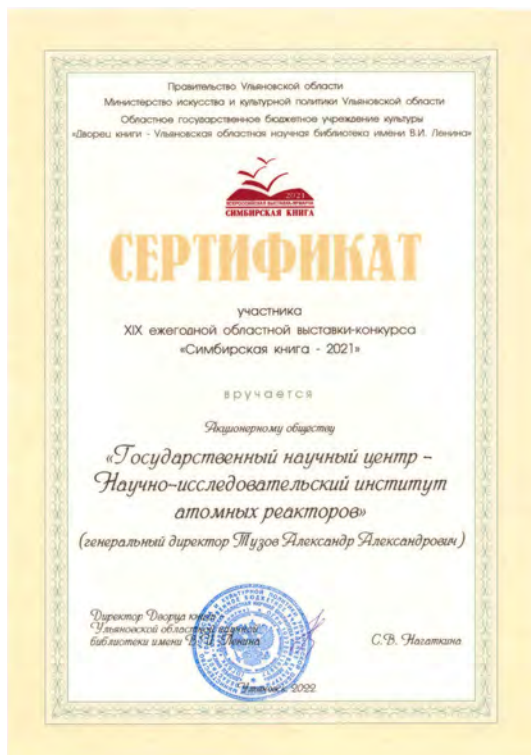 Правительство Ульяновской области
Министерство искусства и культурной политики Ульяновской области
Областное государственное бюджетное учреждение культуры
«Дворец книги - Ульяновская областная научная библиотека имени В.И. Ленина»
2021
ВСЕРОССИЙСКАЯ ВЫСТАВКА-ЯРМАРКА
СИМБИРСКАЯ КНИГА
СЕРТИФИКАТ
участника
XIX ежегодной областной выставки-конкурса
«Симбирская книга - 2021»
вручается
Акционерному обществу
«Государственный научный центр –
Научно-исследовательский институт
атомных реакторов»
(генеральный директор Тузов Александр Александрович)
Директор Дворца книги -
Ульяновской областной научной
библиотеки имени В.И. Ленина
С.В. Нагаткина
Ульяновск, 2022